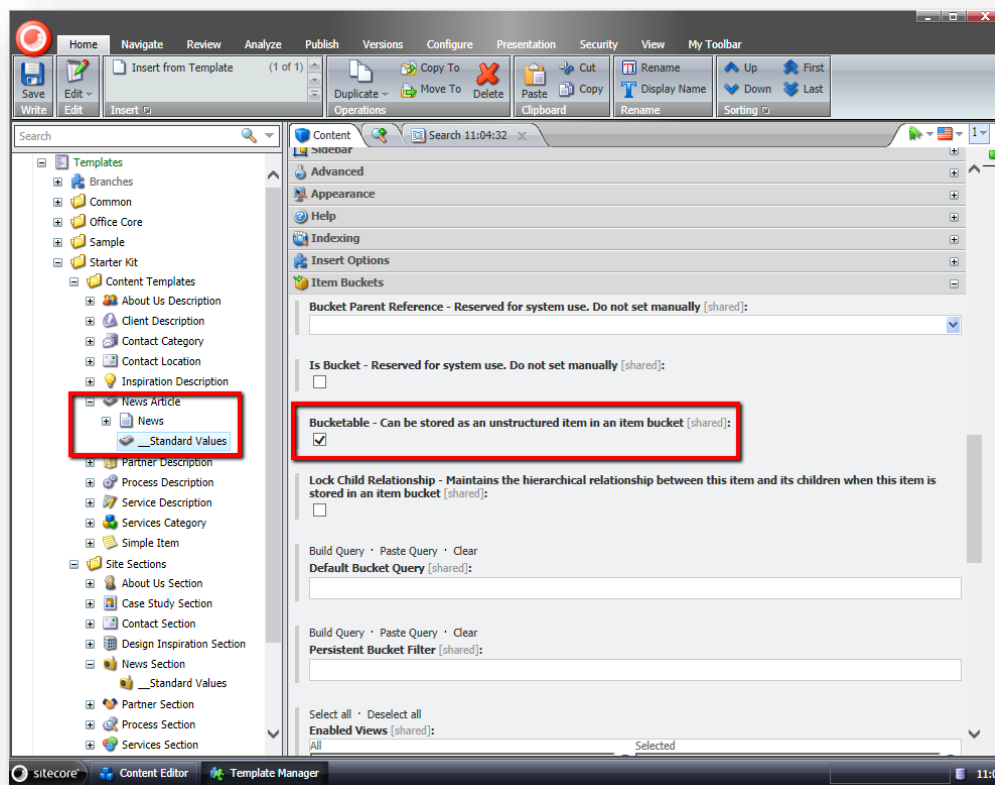 Home Navigate Review Analyze Publish Versions Configure Presentation Security View My Toolbar
Save
Write
Edit
Edit
Insert from Template (1 of 1)
Insert
Duplicate
Copy To
Move To
Delete
Operations
Paste
Cut
Copy
Clipboard
Rename
Display Name
Rename
Up
First
Down
Last
Sorting
Search
Templates
Branches
Common
Office Core
Sample
Starter Kit
Content Templates
About Us Description
Client Description
Contact Category
Contact Location
Inspiration Description
News Article
News
__Standard Values
Partner Description
Process Description
Service Description
Services Category
Simple Item
Site Sections
About Us Section
Case Study Section
Contact Section
Design Inspiration Section
News Section
__Standard Values
Partner Section
Process Section
Services Section
Content
Search 11:04:32
1
Sidebar
Advanced
Appearance
Help
Indexing
Insert Options
Item Buckets
Bucket Parent Reference - Reserved for system use. Do not set manually [shared]:
Is Bucket - Reserved for system use. Do not set manually [shared]:
Bucketable - Can be stored as an unstructured item in an item bucket [shared]:
Lock Child Relationship - Maintains the hierarchical relationship between this item and its children when this item is
stored in an item bucket [shared]:
Build Query · Paste Query · Clear
Default Bucket Query [shared]:
Build Query · Paste Query · Clear
Persistent Bucket Filter [shared]:
Select all · Deselect all
Enabled Views [shared]:
All Selected
sitecore Content Editor Template Manager